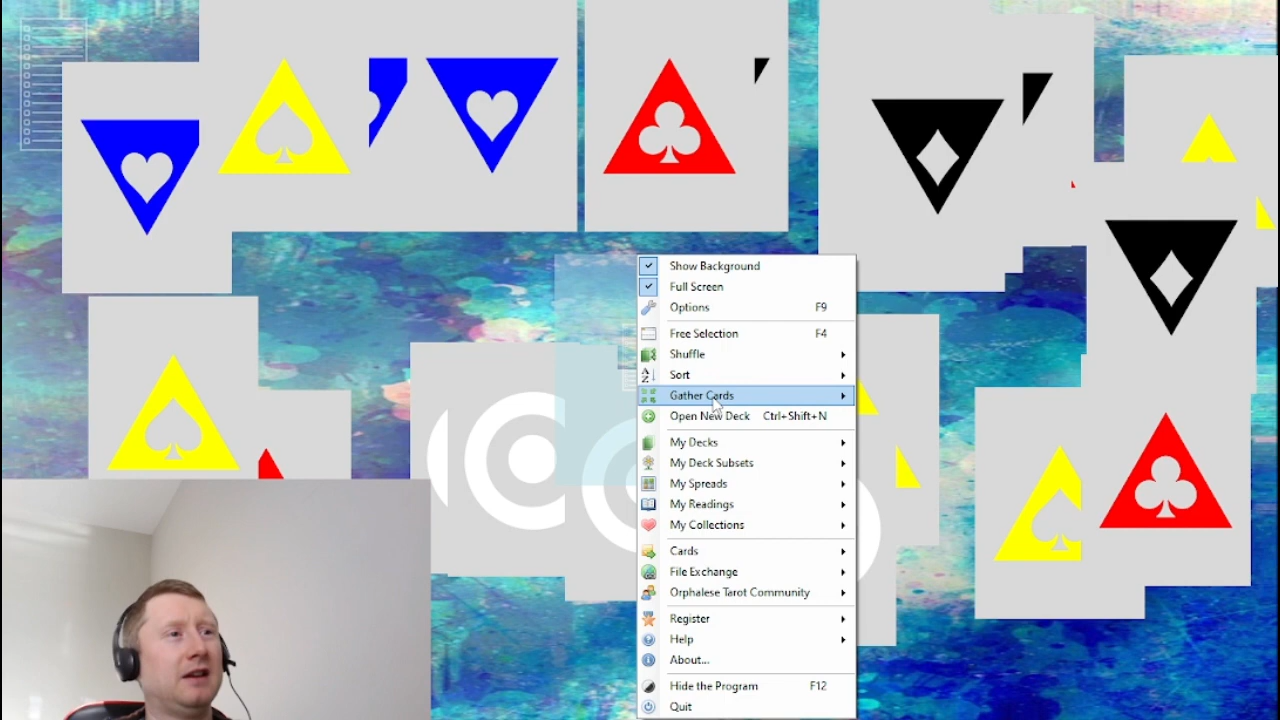 Show Background
Full Screen
Options F9
Free Selection F4
Shuffle
Sort
Gather Cards
Open New Deck Ctrl+Shift+N
My Decks
My Deck Subsets
My Spreads
My Readings
My Collections
Cards
File Exchange
Orphalese Tarot Community
Register
Help
About...
Hide the Program F12
Quit